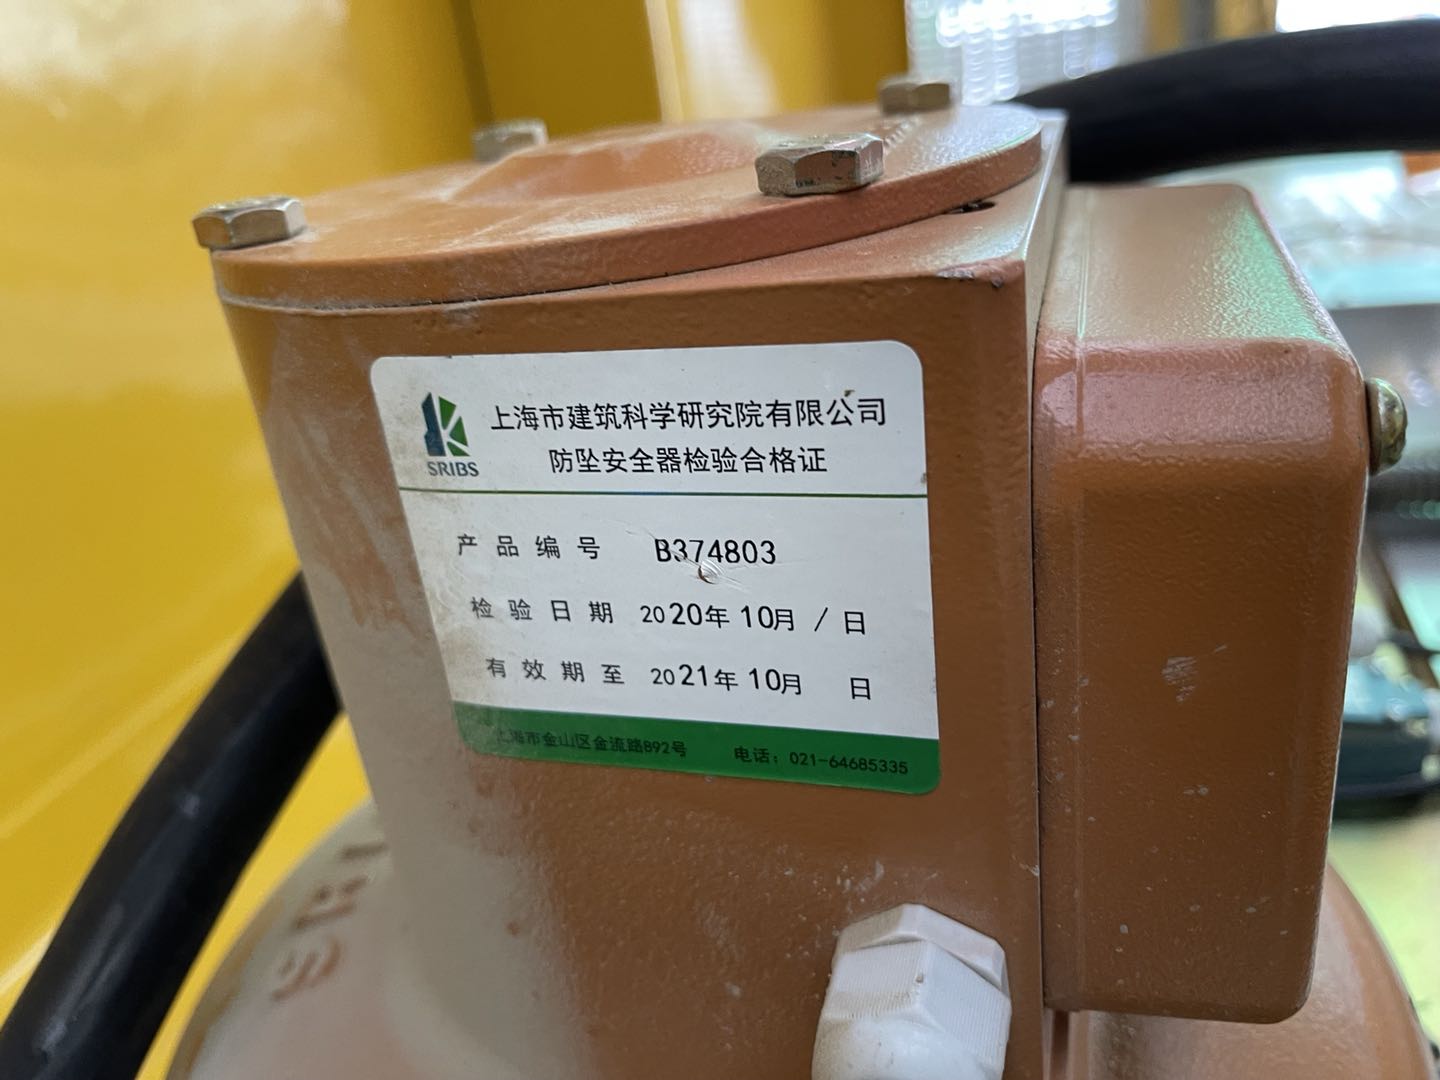 上海市建筑科学研究院有限公司
SRIBS
防坠安全器检验合格证
产品编号 B374803
检验日期 2020年10月/日
有效期至 2021年10月 日
上海市金山区金流路892号 电话：021-64685335